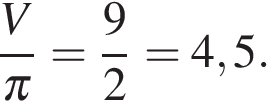 V/π = 9/2 = 4,5.